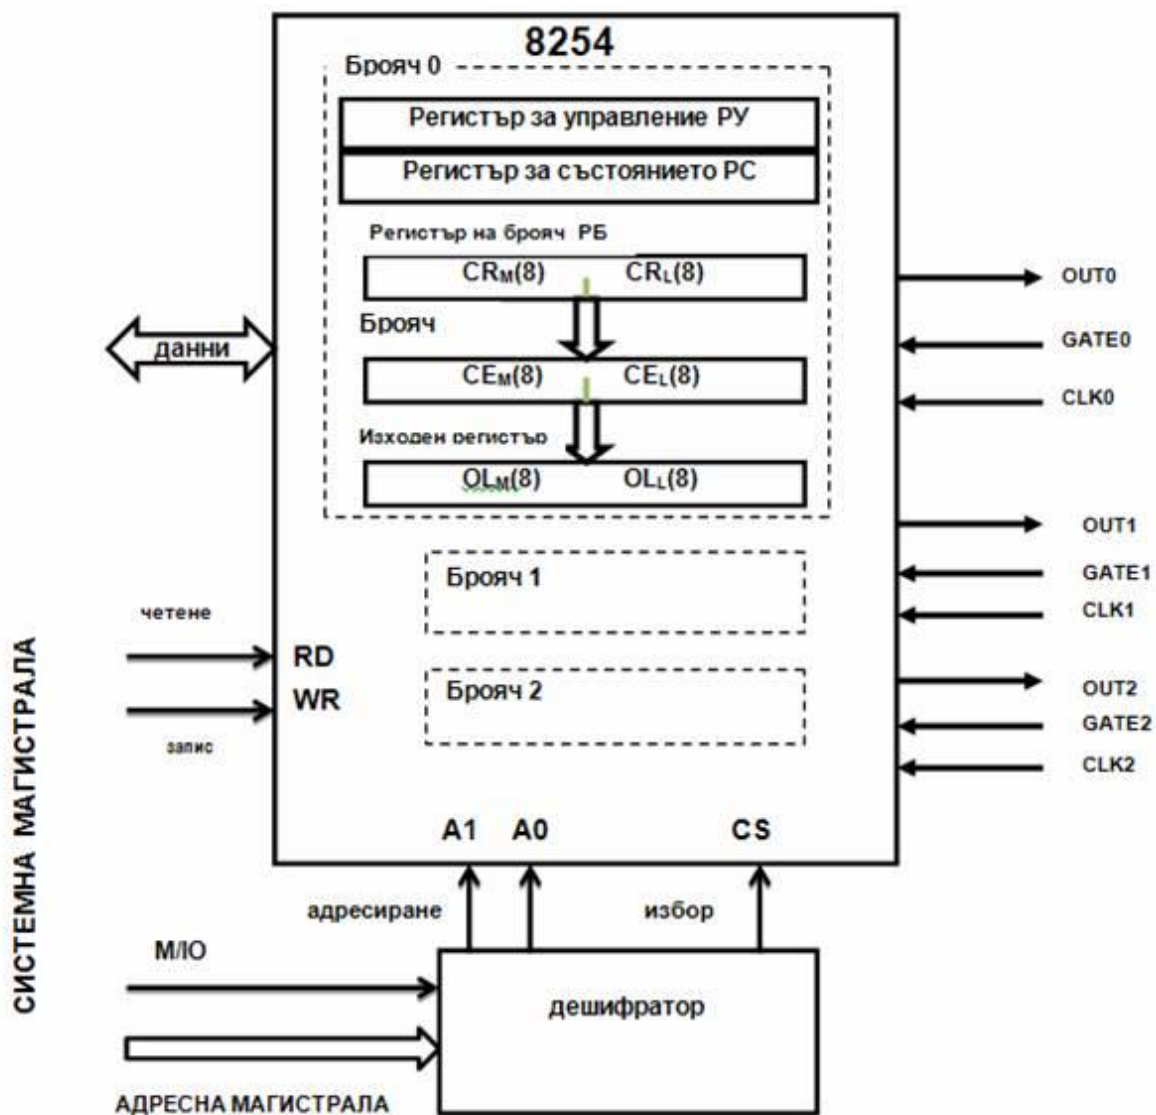 8254
Брояч 0
Регистър за управление РУ
Регистър за състоянието РС
Регистър на брояч РБ
CRM(8) CRL(8)
Брояч
CEM(8) CEL(8)
Изходен регистър
OLM(8) OLL(8)
данни
OUT0
GATE0
CLK0
OUT1
GATE1
CLK1
OUT2
GATE2
CLK2
Брояч 1
Брояч 2
четене
RD
WR
запис
СИСТЕМНА МАГИСТРАЛА
A1 A0 CS
адресиране избор
M/IO
дешифратор
АДРЕСНА МАГИСТРАЛА